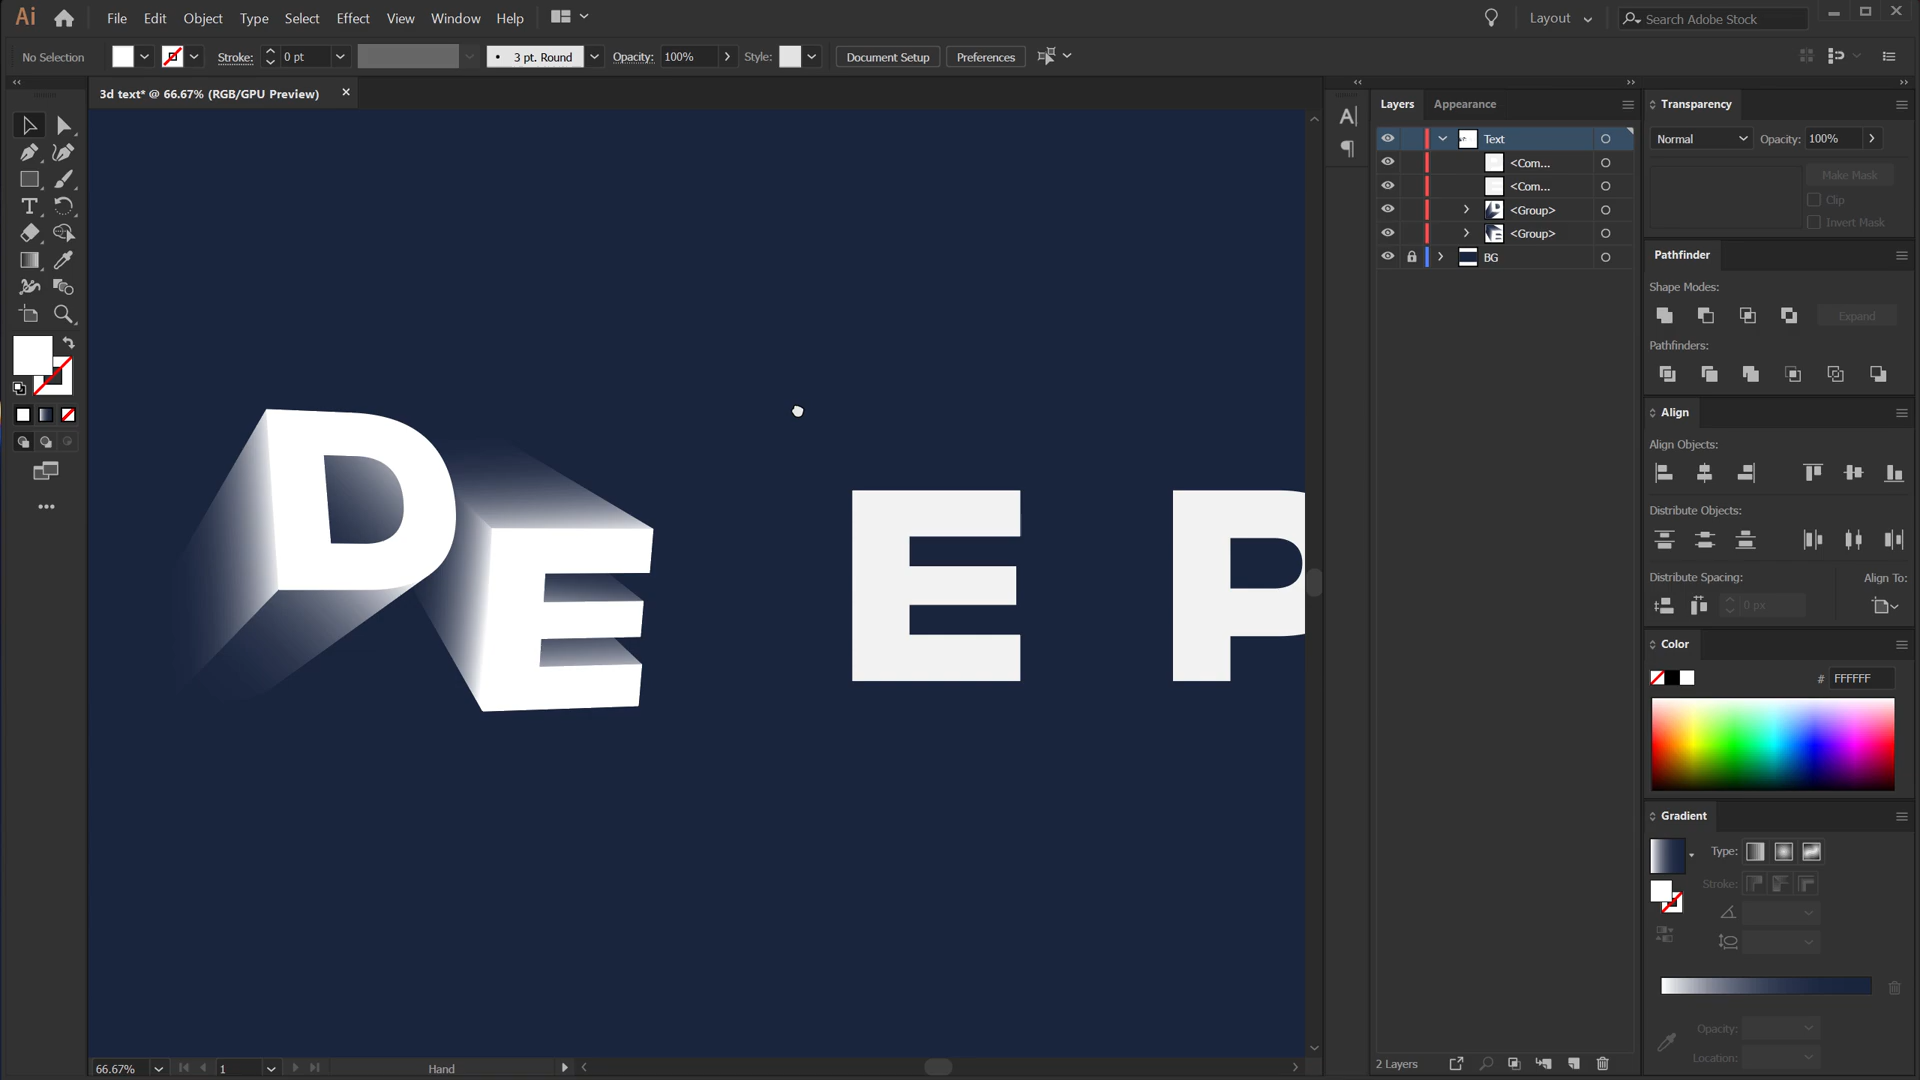 Ai File Edit Object Type Select Effect View Window Help Layout Search Adobe Stock
No Selection Stroke: 0 pt 3 pt. Round Opacity: 100% Style: Document Setup Preferences
3d text* @ 66.67% (RGB/GPU Preview)
D
E
E
P
66.67% 1 Hand
Layers Appearance
Text
<Com...
<Com...
<Group>
<Group>
BG
2 Layers
Transparency
Normal Opacity: 100%
Make Mask
Clip
Invert Mask
Pathfinder
Shape Modes:
Expand
Pathfinders:
Align
Align Objects:
Distribute Objects:
Distribute Spacing: Align To:
0 px
Color
# FFFFFF
Gradient
Type:
Stroke:
Opacity:
Location: